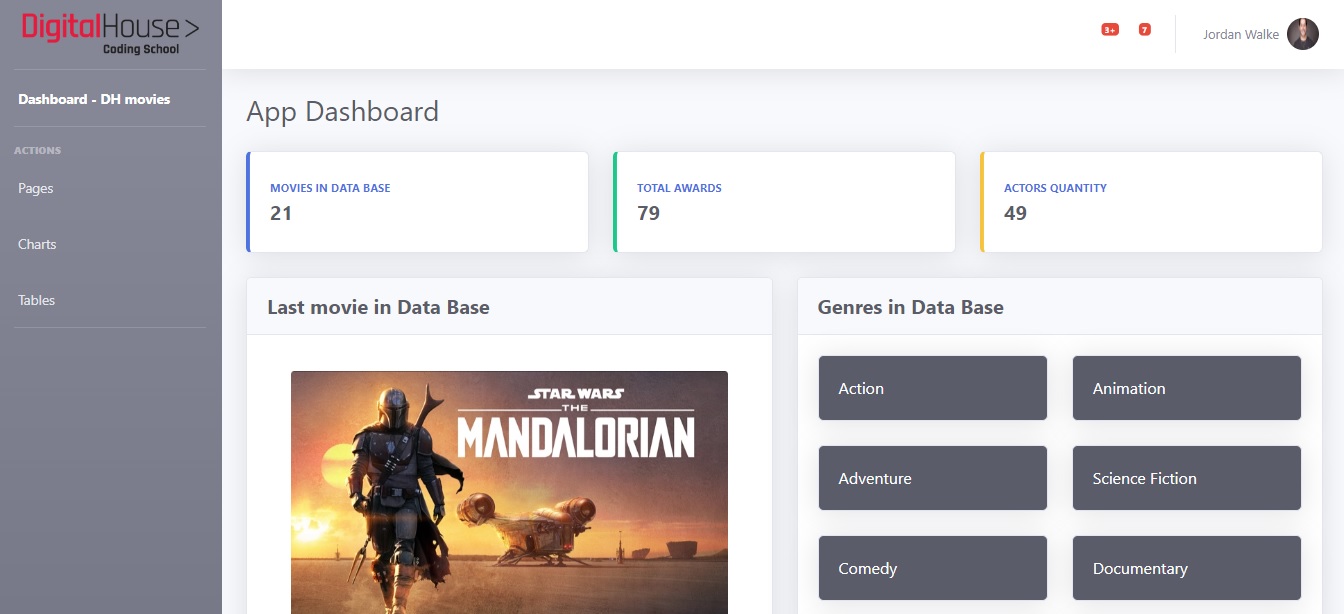 DigitalHouse >
Coding School
Dashboard - DH movies
ACTIONS
Pages
Charts
Tables
3+
7
Jordan Walke
App Dashboard
MOVIES IN DATA BASE
21
TOTAL AWARDS
79
ACTORS QUANTITY
49
Last movie in Data Base
STAR WARS
THE
MANDALORIAN
Genres in Data Base
Action
Animation
Adventure
Science Fiction
Comedy
Documentary